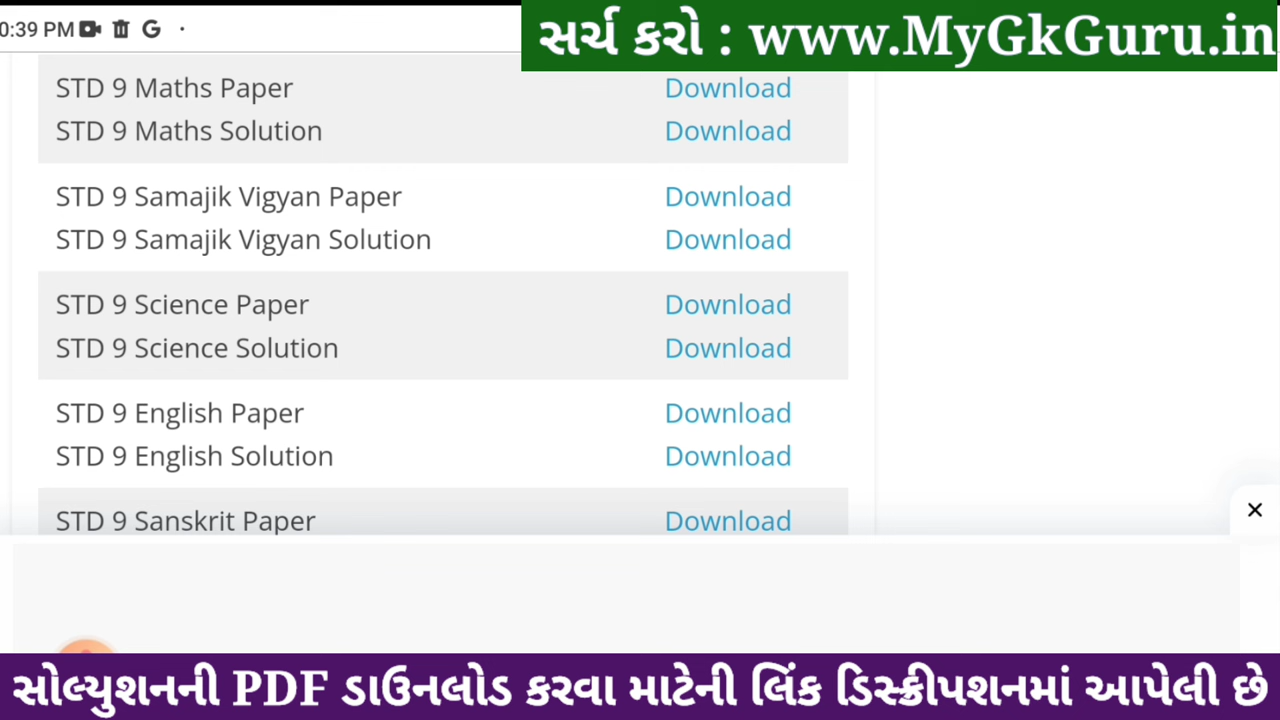 0:39 PM
સર્ચ કરો : www.MyGkGuru.in
STD 9 Maths Paper Download
STD 9 Maths Solution Download
STD 9 Samajik Vigyan Paper Download
STD 9 Samajik Vigyan Solution Download
STD 9 Science Paper Download
STD 9 Science Solution Download
STD 9 English Paper Download
STD 9 English Solution Download
STD 9 Sanskrit Paper Download
સોલ્યુશનની PDF ડાઉનલોડ કરવા માટેની લિંક ડિસ્ક્રીપશનમાં આપેલી છે